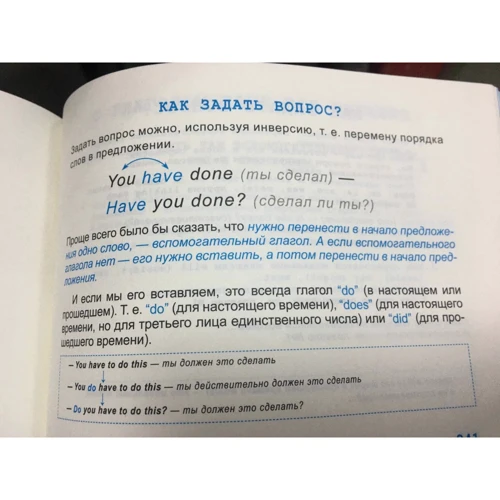 КАК ЗАДАТЬ ВОПРОС?
Задать вопрос можно, используя инверсию, т. е. перемену порядка
слов в предложении.
You have done (ты сделал) —
Have you done? (сделал ли ты?)
Проще всего было бы сказать, что нужно перенести в начало предложе-
ния одно слово, — вспомогательный глагол. А если вспомогательного
глагола нет — его нужно вставить, а потом перенести в начало пред-
ложения.
И если мы его вставляем, это всегда глагол "do" (в настоящем или
прошедшем). Т. е. "do" (для настоящего времени), "does" (для настоящего
времени, но для третьего лица единственного числа) или "did" (для про-
шедшего времени).
– You have to do this — ты должен это сделать
– You do have to do this — ты действительно должен это сделать
– Do you have to do this? — ты должен это сделать?